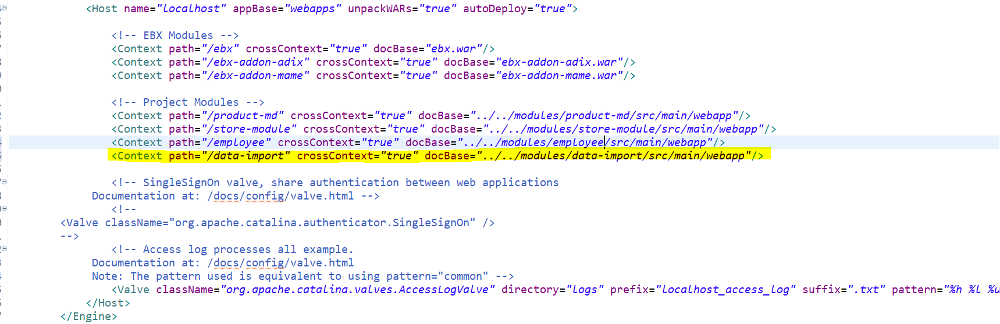 <Host name="localhost" appBase="webapps" unpackWARs="true" autoDeploy="true">
<!-- EBX Modules -->
<Context path="/ebx" crossContext="true" docBase="ebx.war"/>
<Context path="/ebx-addon-adix" crossContext="true" docBase="ebx-addon-adix.war"/>
<Context path="/ebx-addon-mame" crossContext="true" docBase="ebx-addon-mame.war"/>
<!-- Project Modules -->
<Context path="/product-md" crossContext="true" docBase="../../modules/product-md/src/main/webapp"/>
<Context path="/store-module" crossContext="true" docBase="../../modules/store-module/src/main/webapp"/>
<Context path="/employee" crossContext="true" docBase="../../modules/employee/src/main/webapp"/>
<Context path="/data-import" crossContext="true" docBase="../../modules/data-import/src/main/webapp"/>
<!-- SingleSignOn valve, share authentication between web applications
Documentation at: /docs/config/valve.html -->
<!--
<Valve className="org.apache.catalina.authenticator.SingleSignOn" />
-->
<!-- Access log processes all example.
Documentation at: /docs/config/valve.html
Note: The pattern used is equivalent to using pattern="common" -->
<Valve className="org.apache.catalina.valves.AccessLogValve" directory="logs" prefix="localhost_access_log" suffix=".txt" pattern="%h %l %u
</Host>
</Engine>